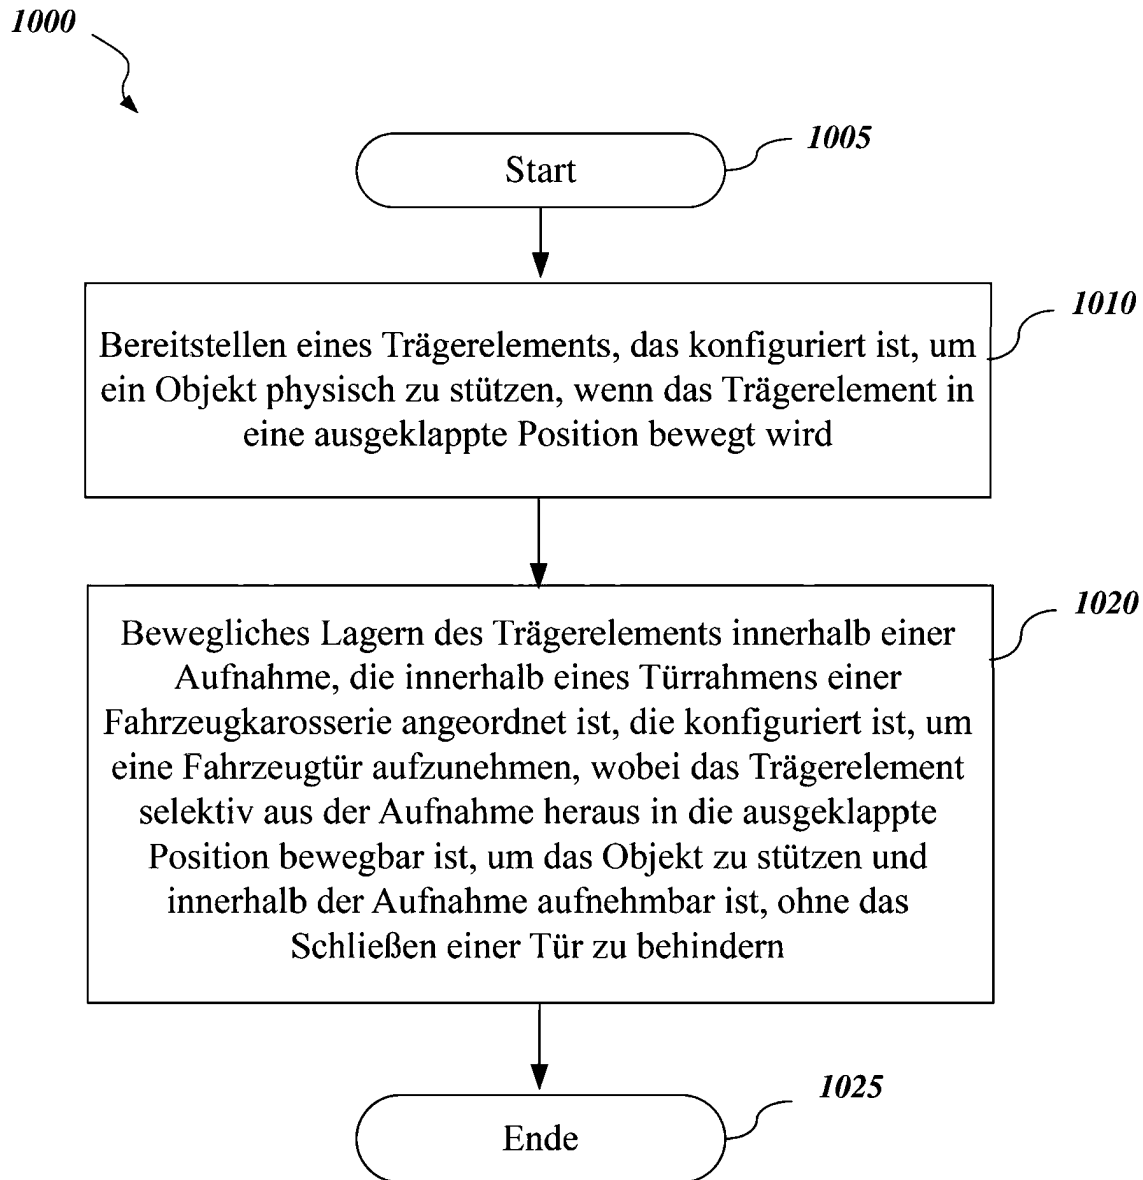 1000
1005
Start
1010
Bereitstellen eines Trägerelements, das konfiguriert ist, um
ein Objekt physisch zu stützen, wenn das Trägerelement in
eine ausgeklappte Position bewegt wird
1020
Bewegliches Lagern des Trägerelements innerhalb einer
Aufnahme, die innerhalb eines Türrahmens einer
Fahrzeugkarosserie angeordnet ist, die konfiguriert ist, um
eine Fahrzeugtür aufzunehmen, wobei das Trägerelement
selektiv aus der Aufnahme heraus in die ausgeklappte
Position bewegbar ist, um das Objekt zu stützen und
innerhalb der Aufnahme aufnehmbar ist, ohne das
Schließen einer Tür zu behindern
1025
Ende